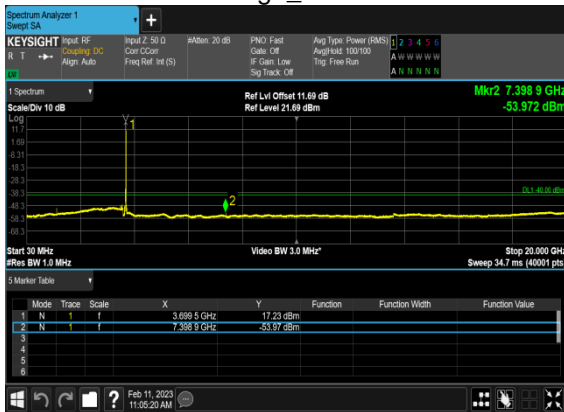 Spectrum Analyzer 1
Swept SA
+
KEYSIGHT Input: RF Input Z: 50 Ω #Atten: 20 dB PNO: Fast Avg Type: Power (RMS) 1 2 3 4 5 6
R T Coupling: DC Corr CCorr Gate: Off Avg|Hold: 100/100 A W W W W W
Align: Auto Freq Ref: Int (S) IF Gain: Low Trig: Free Run
Sig Track: Off A N N N N N
1 Spectrum Ref Lvl Offset 11.69 dB Mkr2 7.398 9 GHz
Scale/Div 10 dB Ref Level 21.69 dBm -53.972 dBm
Log
11.7
1.69
-8.31
-18.3
-28.3
-38.3
-48.3
-58.3
-68.3
1
2
DL1 -40.00 dBm
Start 30 MHz Video BW 3.0 MHz* Stop 20.000 GHz
#Res BW 1.0 MHz Sweep 34.7 ms (40001 pts)
5 Marker Table
Mode Trace Scale X Y Function Function Width Function Value
1 N 1 f 3.699 5 GHz 17.23 dBm
2 N 1 f 7.398 9 GHz -53.97 dBm
3
4
5
6
? Feb 11, 2023
11:05:20 AM